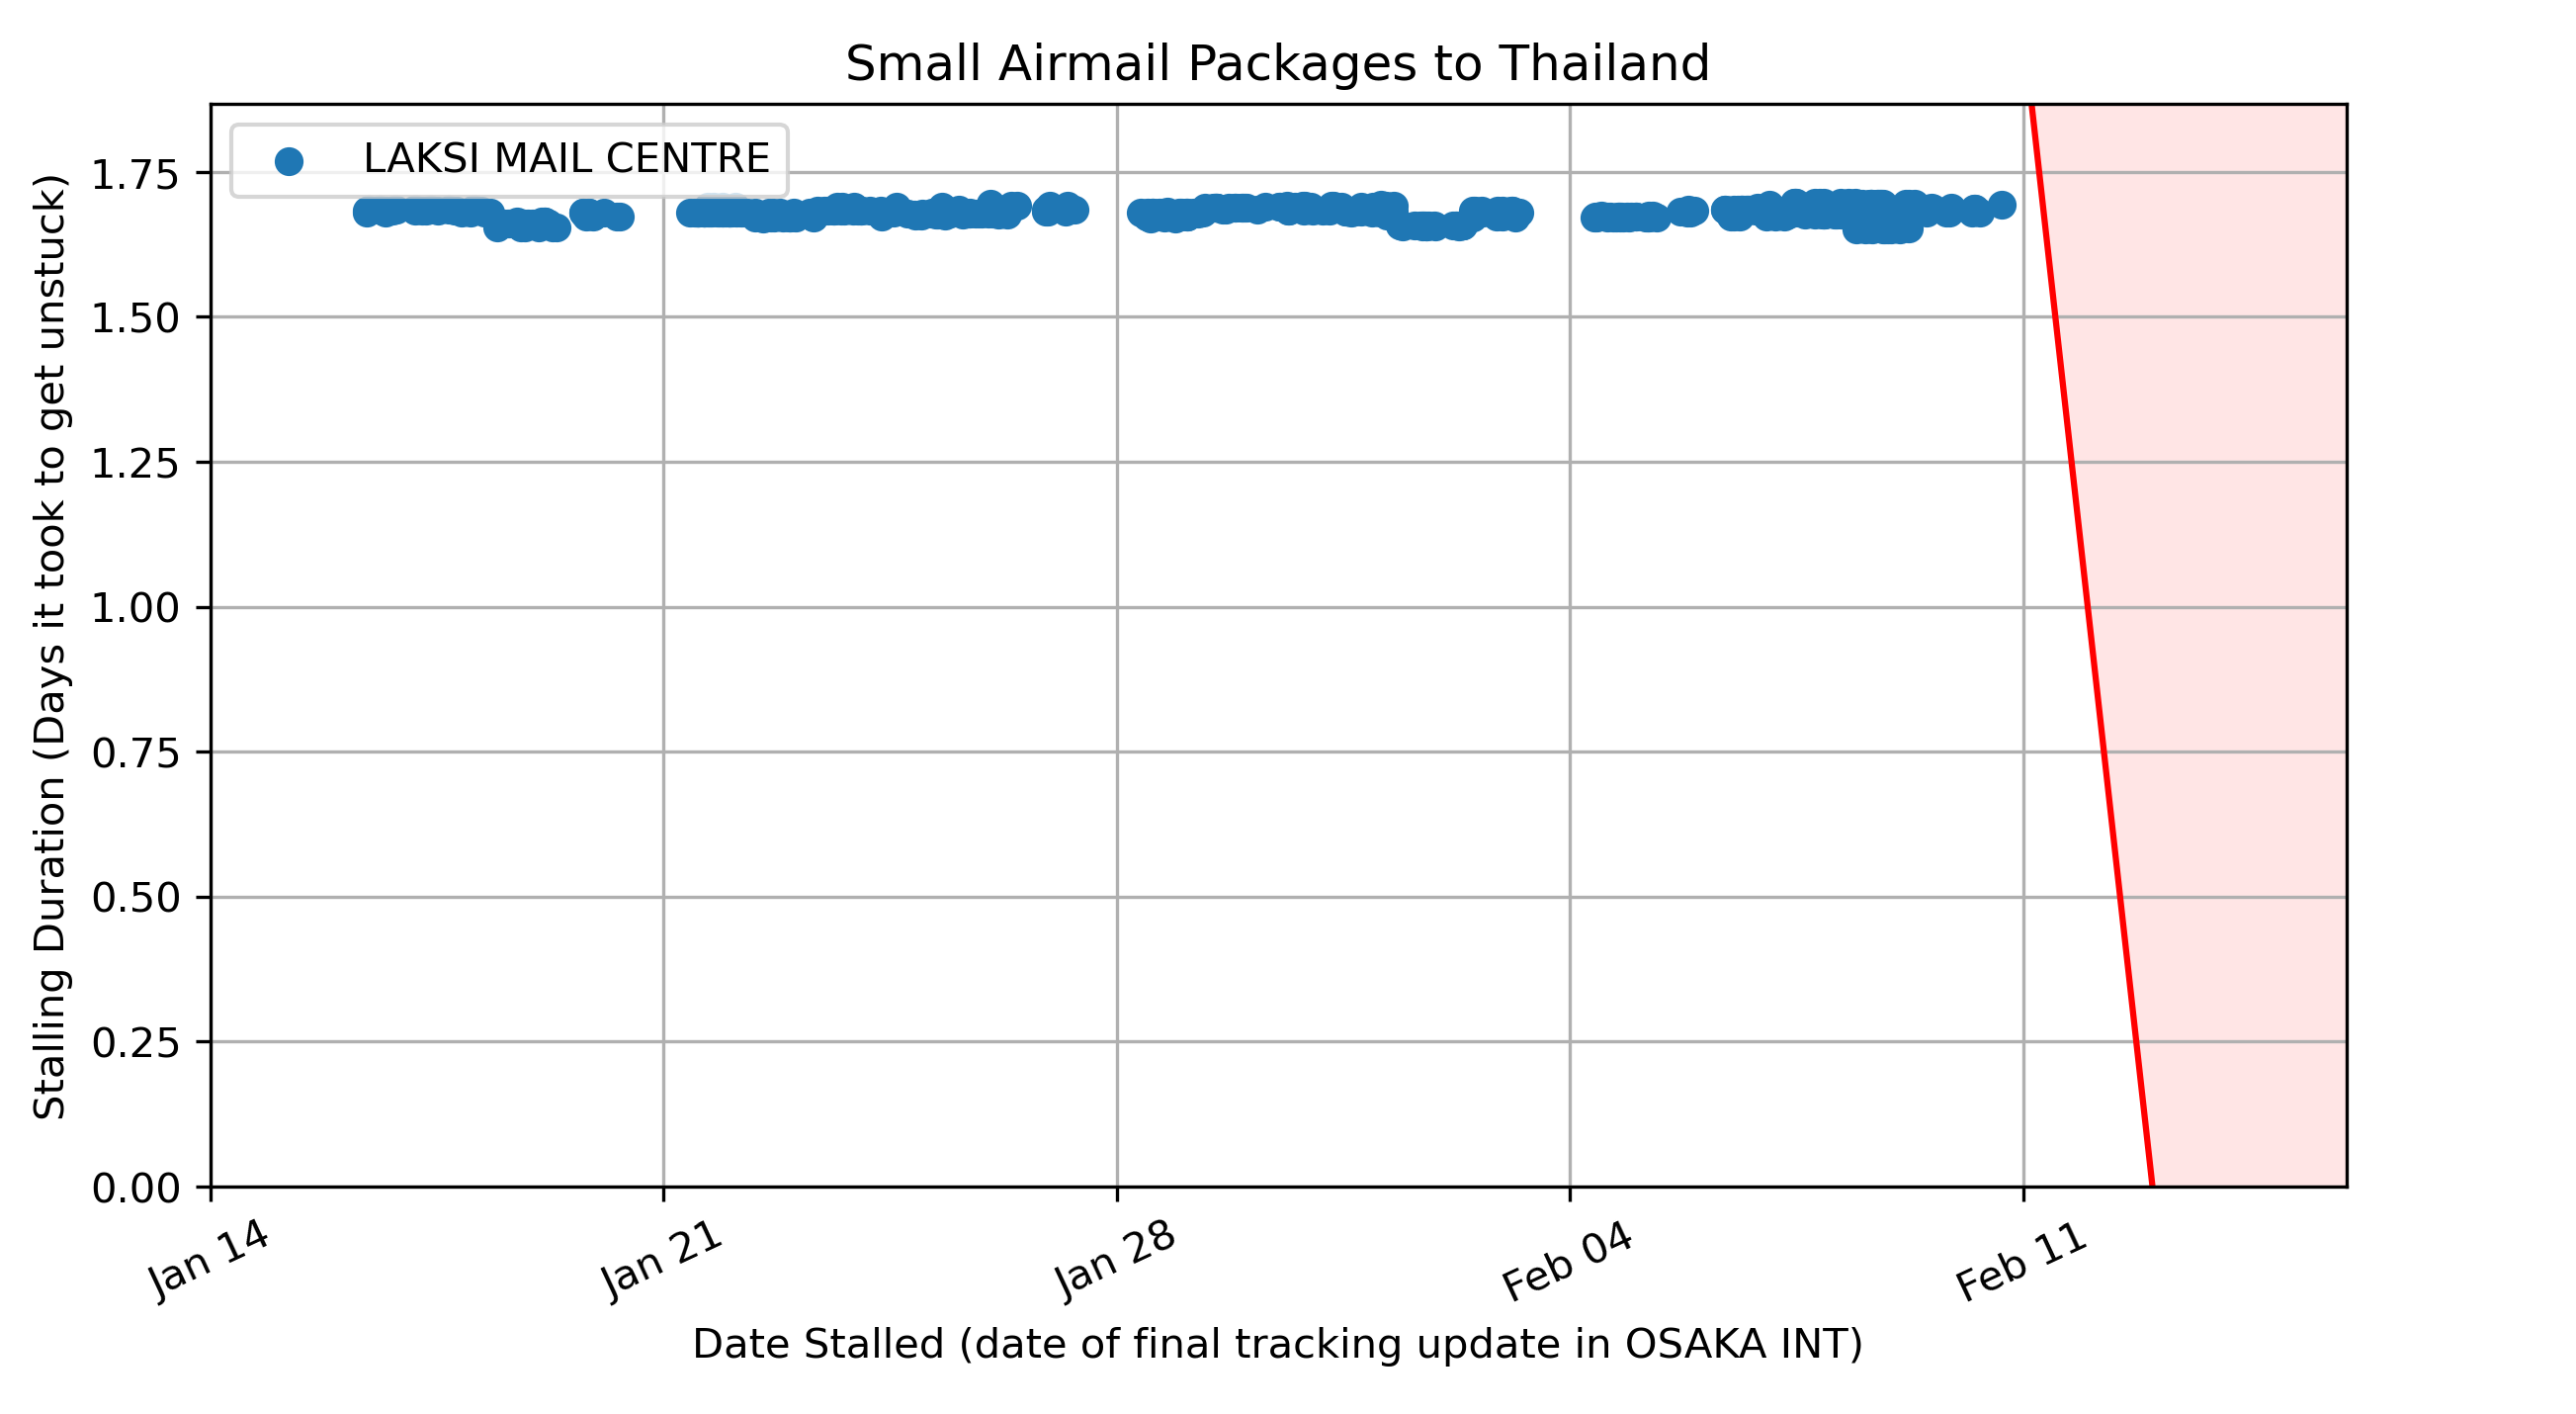 Small Airmail Packages to Thailand
LAKSI MAIL CENTRE
Stalling Duration (Days it took to get unstuck)
1.75
1.50
1.25
1.00
0.75
0.50
0.25
0.00
Jan 14
Jan 21
Jan 28
Feb 04
Feb 11
Date Stalled (date of final tracking update in OSAKA INT)